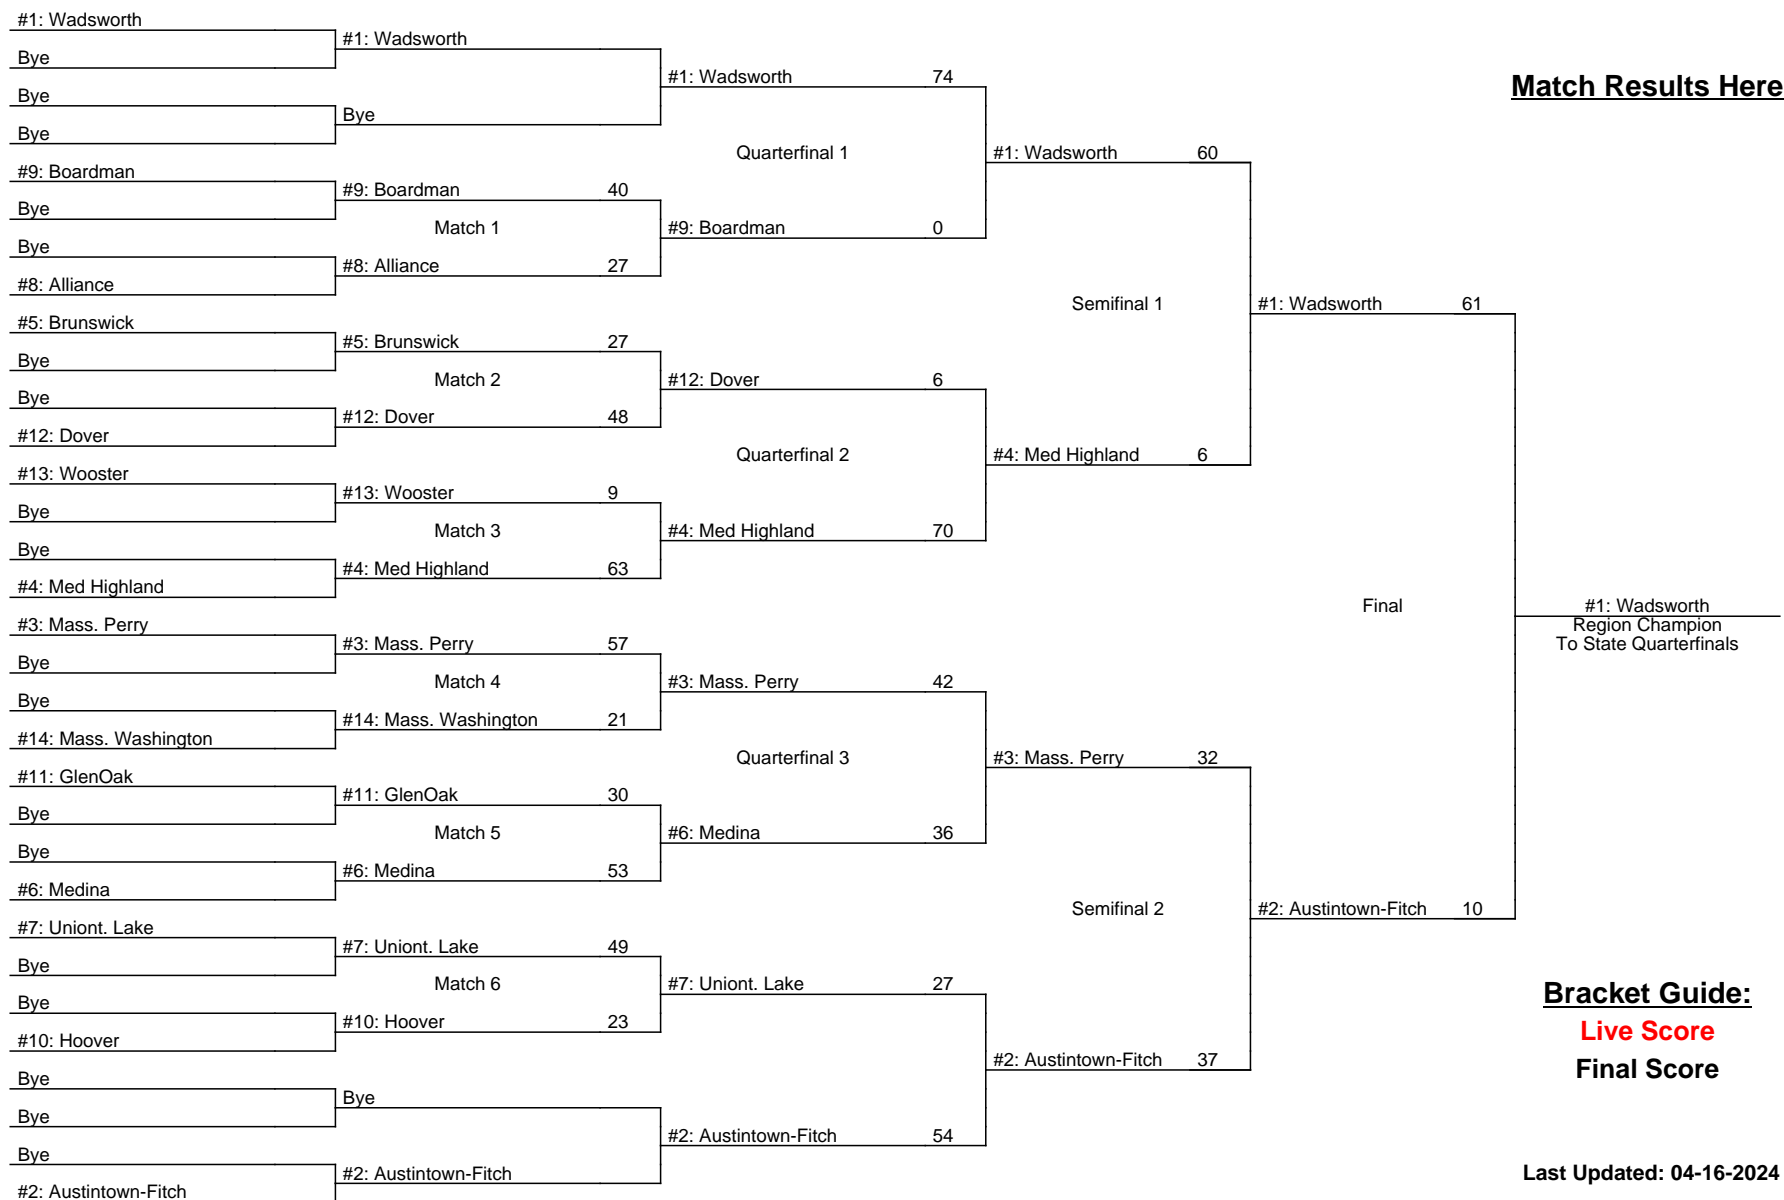 #1: Wadsworth
Bye
Bye
Bye
#9: Boardman
Bye
Bye
#8: Alliance
#5: Brunswick
Bye
Bye
#12: Dover
#13: Wooster
Bye
Bye
#4: Med Highland
#3: Mass. Perry
Bye
Bye
#14: Mass. Washington
#11: GlenOak
Bye
Bye
#6: Medina
#7: Uniont. Lake
Bye
Bye
#10: Hoover
Bye
Bye
Bye
#2: Austintown-Fitch
#1: Wadsworth
Bye
#9: Boardman 40
Match 1
#8: Alliance 27
#5: Brunswick 27
Match 2
#12: Dover 48
#13: Wooster 9
Match 3
#4: Med Highland 63
#3: Mass. Perry 57
Match 4
#14: Mass. Washington 21
#11: GlenOak 30
Match 5
#6: Medina 53
#7: Uniont. Lake 49
Match 6
#10: Hoover 23
Bye
#2: Austintown-Fitch
#1: Wadsworth 74
Quarterfinal 1
#9: Boardman 0
#12: Dover 6
Quarterfinal 2
#4: Med Highland 70
#3: Mass. Perry 42
Quarterfinal 3
#6: Medina 36
#7: Uniont. Lake 27
#2: Austintown-Fitch 54
#1: Wadsworth 60
Semifinal 1
#4: Med Highland 6
#3: Mass. Perry 32
Semifinal 2
#2: Austintown-Fitch 37
#1: Wadsworth 61
Final
#2: Austintown-Fitch 10
Match Results Here
#1: Wadsworth
Region Champion
To State Quarterfinals
Bracket Guide:
Live Score
Final Score
Last Updated: 04-16-2024